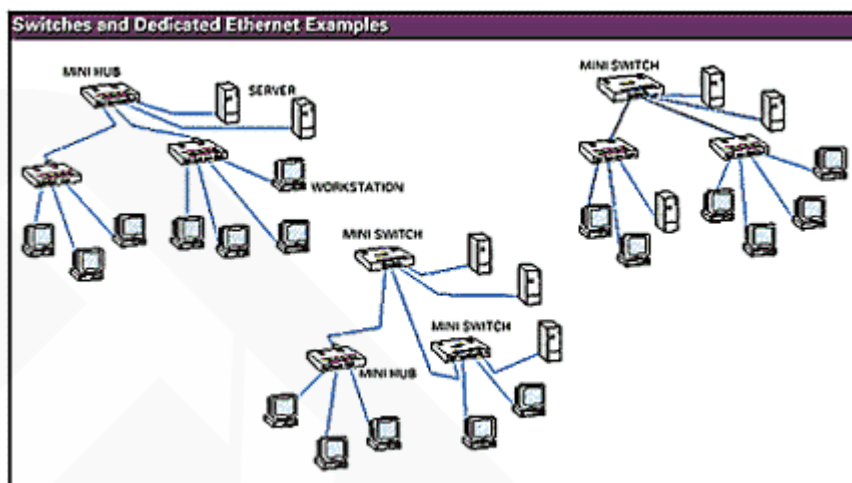 Switches and Dedicated Ethernet Examples
MINI HUB
SERVER
WORKSTATION
MINI SWITCH
MINI SWITCH
MINI HUB
MINI SWITCH